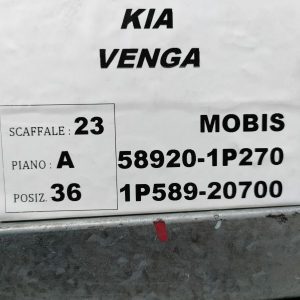 KIA
VENGA
SCAFFALE : 23
PIANO : A
POSIZ. 36
MOBIS
58920-1P270
1P589-20700